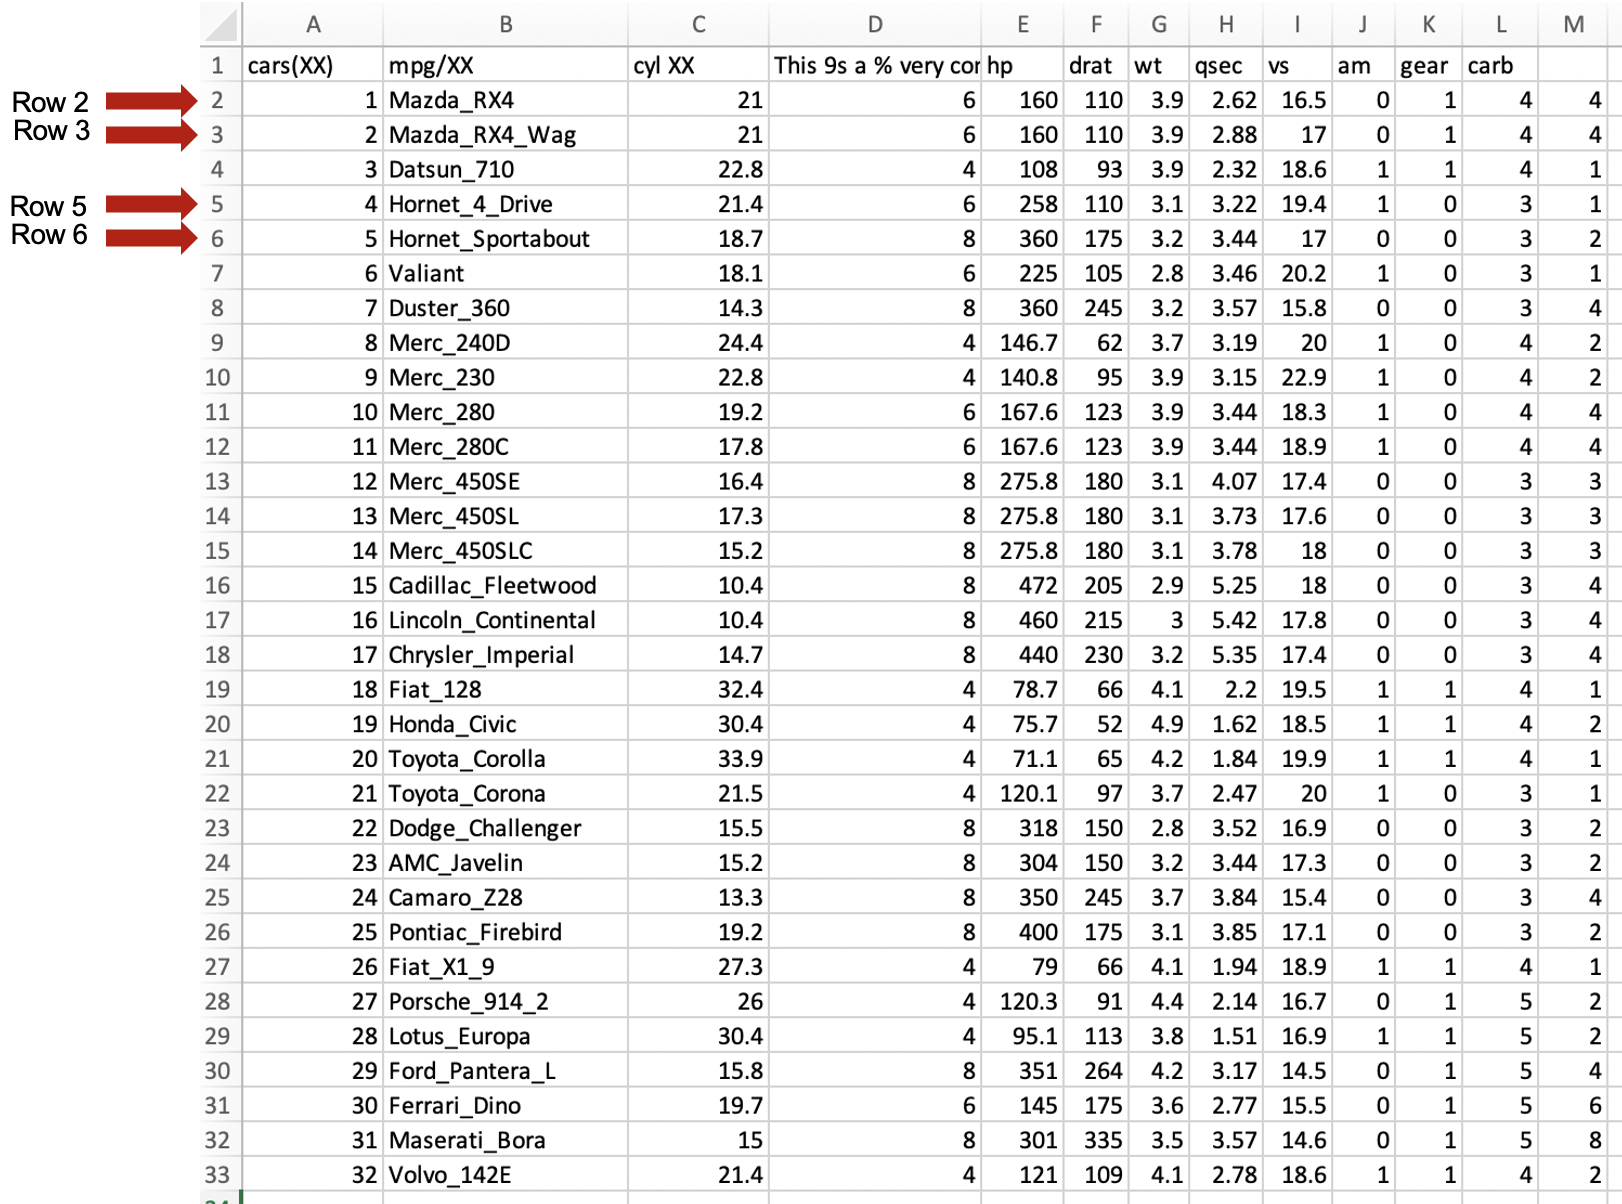 A B C D E F G H I J K L M
1 cars(XX) mpg/XX cyl XX This 9s a % very cor hp drat wt qsec vs am gear carb
Row 2 2 1 Mazda_RX4 21 6 160 110 3.9 2.62 16.5 0 1 4 4
Row 3 3 2 Mazda_RX4_Wag 21 6 160 110 3.9 2.88 17 0 1 4 4
4 3 Datsun_710 22.8 4 108 93 3.9 2.32 18.6 1 1 4 1
Row 5 5 4 Hornet_4_Drive 21.4 6 258 110 3.1 3.22 19.4 1 0 3 1
Row 6 6 5 Hornet_Sportabout 18.7 8 360 175 3.2 3.44 17 0 0 3 2
7 6 Valiant 18.1 6 225 105 2.8 3.46 20.2 1 0 3 1
8 7 Duster_360 14.3 8 360 245 3.2 3.57 15.8 0 0 3 4
9 8 Merc_240D 24.4 4 146.7 62 3.7 3.19 20 1 0 4 2
10 9 Merc_230 22.8 4 140.8 95 3.9 3.15 22.9 1 0 4 2
11 10 Merc_280 19.2 6 167.6 123 3.9 3.44 18.3 1 0 4 4
12 11 Merc_280C 17.8 6 167.6 123 3.9 3.44 18.9 1 0 4 4
13 12 Merc_450SE 16.4 8 275.8 180 3.1 4.07 17.4 0 0 3 3
14 13 Merc_450SL 17.3 8 275.8 180 3.1 3.73 17.6 0 0 3 3
15 14 Merc_450SLC 15.2 8 275.8 180 3.1 3.78 18 0 0 3 3
16 15 Cadillac_Fleetwood 10.4 8 472 205 2.9 5.25 18 0 0 3 4
17 16 Lincoln_Continental 10.4 8 460 215 3 5.42 17.8 0 0 3 4
18 17 Chrysler_Imperial 14.7 8 440 230 3.2 5.35 17.4 0 0 3 4
19 18 Fiat_128 32.4 4 78.7 66 4.1 2.2 19.5 1 1 4 1
20 19 Honda_Civic 30.4 4 75.7 52 4.9 1.62 18.5 1 1 4 2
21 20 Toyota_Corolla 33.9 4 71.1 65 4.2 1.84 19.9 1 1 4 1
22 21 Toyota_Corona 21.5 4 120.1 97 3.7 2.47 20 1 0 3 1
23 22 Dodge_Challenger 15.5 8 318 150 2.8 3.52 16.9 0 0 3 2
24 23 AMC_Javelin 15.2 8 304 150 3.2 3.44 17.3 0 0 3 2
25 24 Camaro_Z28 13.3 8 350 245 3.7 3.84 15.4 0 0 3 4
26 25 Pontiac_Firebird 19.2 8 400 175 3.1 3.85 17.1 0 0 3 2
27 26 Fiat_X1_9 27.3 4 79 66 4.1 1.94 18.9 1 1 4 1
28 27 Porsche_914_2 26 4 120.3 91 4.4 2.14 16.7 0 1 5 2
29 28 Lotus_Europa 30.4 4 95.1 113 3.8 1.51 16.9 1 1 5 2
30 29 Ford_Pantera_L 15.8 8 351 264 4.2 3.17 14.5 0 1 5 4
31 30 Ferrari_Dino 19.7 6 145 175 3.6 2.77 15.5 0 1 5 6
32 31 Maserati_Bora 15 8 301 335 3.5 3.57 14.6 0 1 5 8
33 32 Volvo_142E 21.4 4 121 109 4.1 2.78 18.6 1 1 4 2